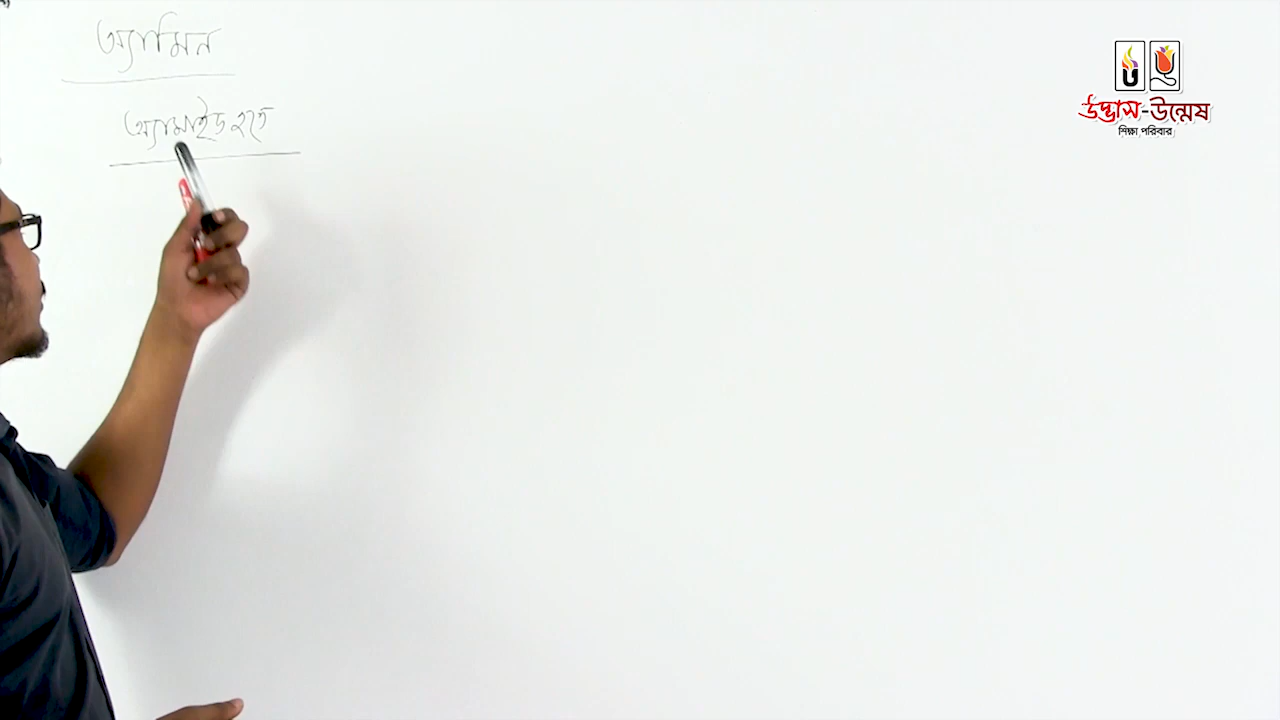 অ্যামিন
অ্যামাইড হতে
উদ্ভাস-উন্মেষ
শিক্ষা পরিবার